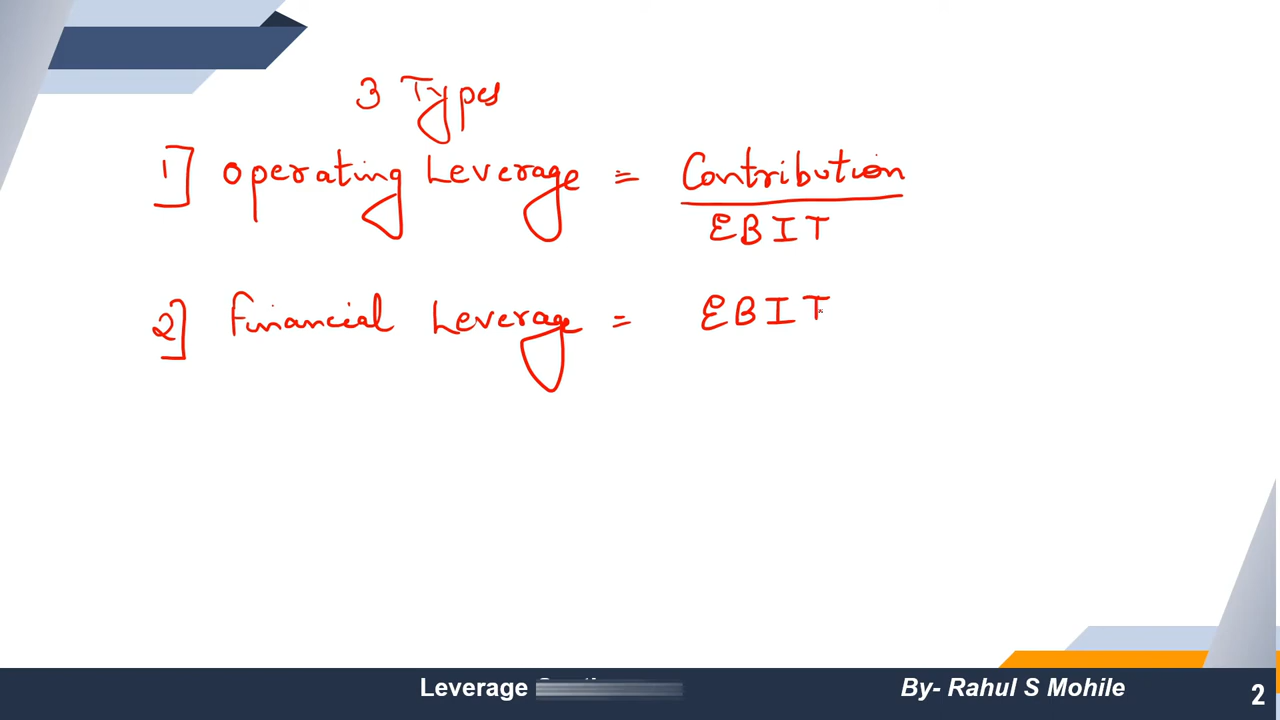 3 Types
1] Operating Leverage = Contribution
EBIT
2] Financial Leverage = EBIT
Leverage
By- Rahul S Mohile
2